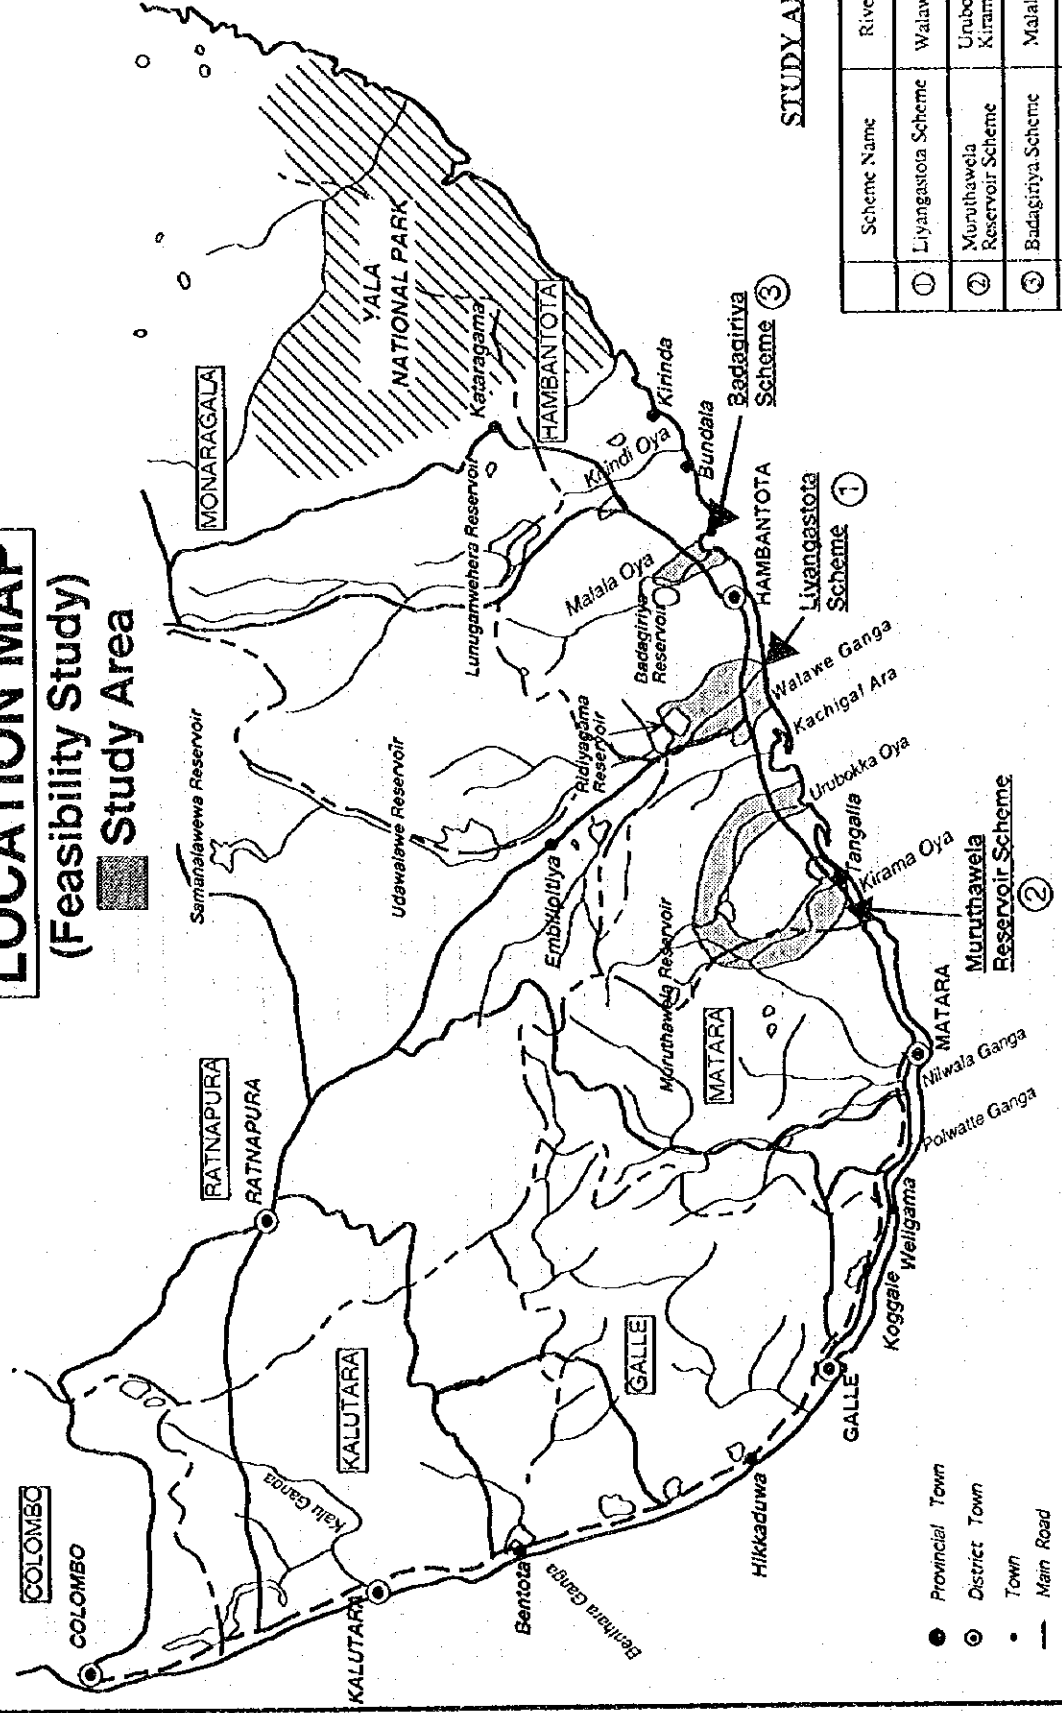 LOCATION MAP
(Feasibility Study)
Study Area
COLOMBO
COLOMBO
RATNAPURA
RATNAPURA
Samanalawewa Reservoir
MONARAGALA
YALA
NATIONAL PARK
Kataragama
HAMBANTOTA
Lunuganwehera Reservoir
Udawalawe Reservoir
Kirindi Oya
Malala Oya
Badagiriya
Reservoir
Ridiyagama
Reservoir
Embilipitiya
Kalu Ganga
KALUTARA
KALUTARA
Muruthawela Reservoir
MATARA
GALLE
Bentota
Benthara Ganga
Hikkaduwa
GALLE
Koggale
Weligama
Polwatte Ganga
Nilwala Ganga
MATARA
Kirama Oya
Tangalla
Urubokka Oya
Kachigal Ara
Walawe Ganga
HAMBANTOTA
Bundala
Kirinda
Badagiriya
Scheme ③
Liyangastota
Scheme ①
Muruthawela
Reservoir Scheme
②
Provincial Town
District Town
Town
Main Road
STUDY A
Scheme Name Rive
① Liyangastota Scheme Walaw
② Muruthawela Urubo
Reservoir Scheme Kiram
③ Badagiriya Scheme Malal